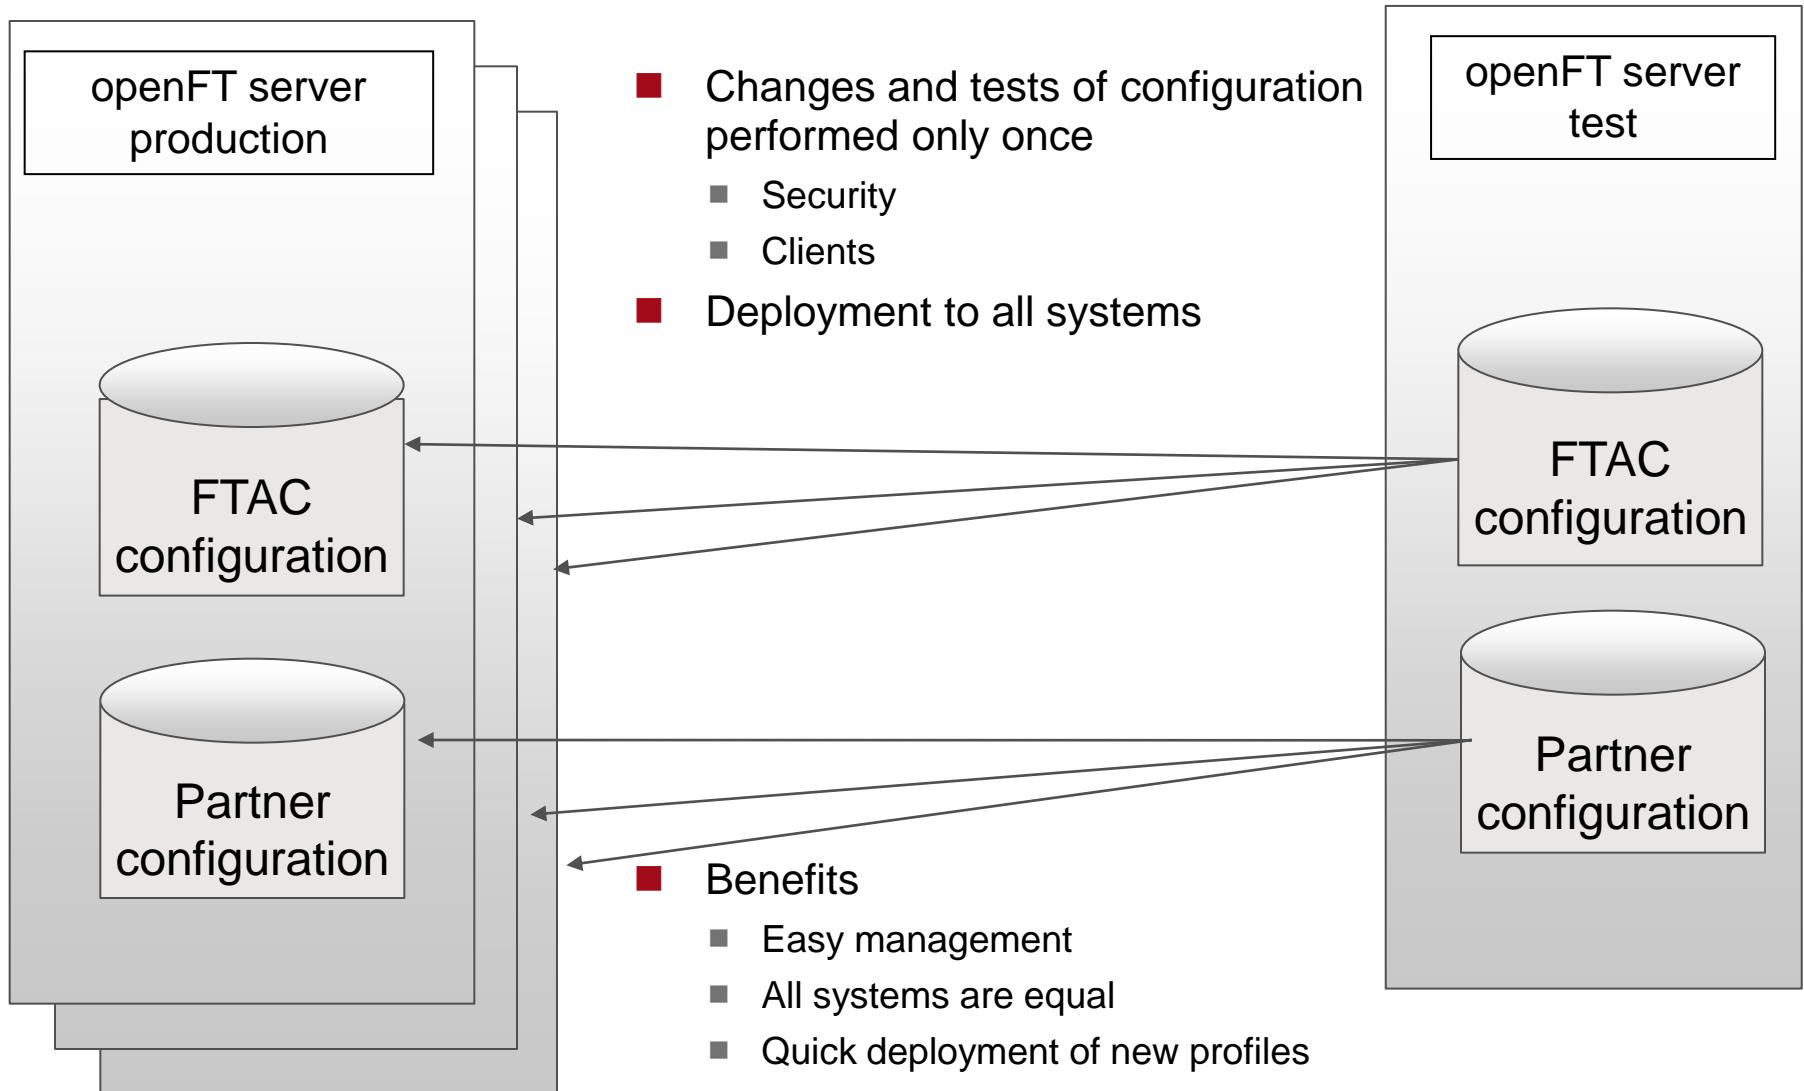 openFT server
production
FTAC
configuration
Partner
configuration
Changes and tests of configuration
performed only once
Security
Clients
Deployment to all systems
Benefits
Easy management
All systems are equal
Quick deployment of new profiles
openFT server
test
FTAC
configuration
Partner
configuration